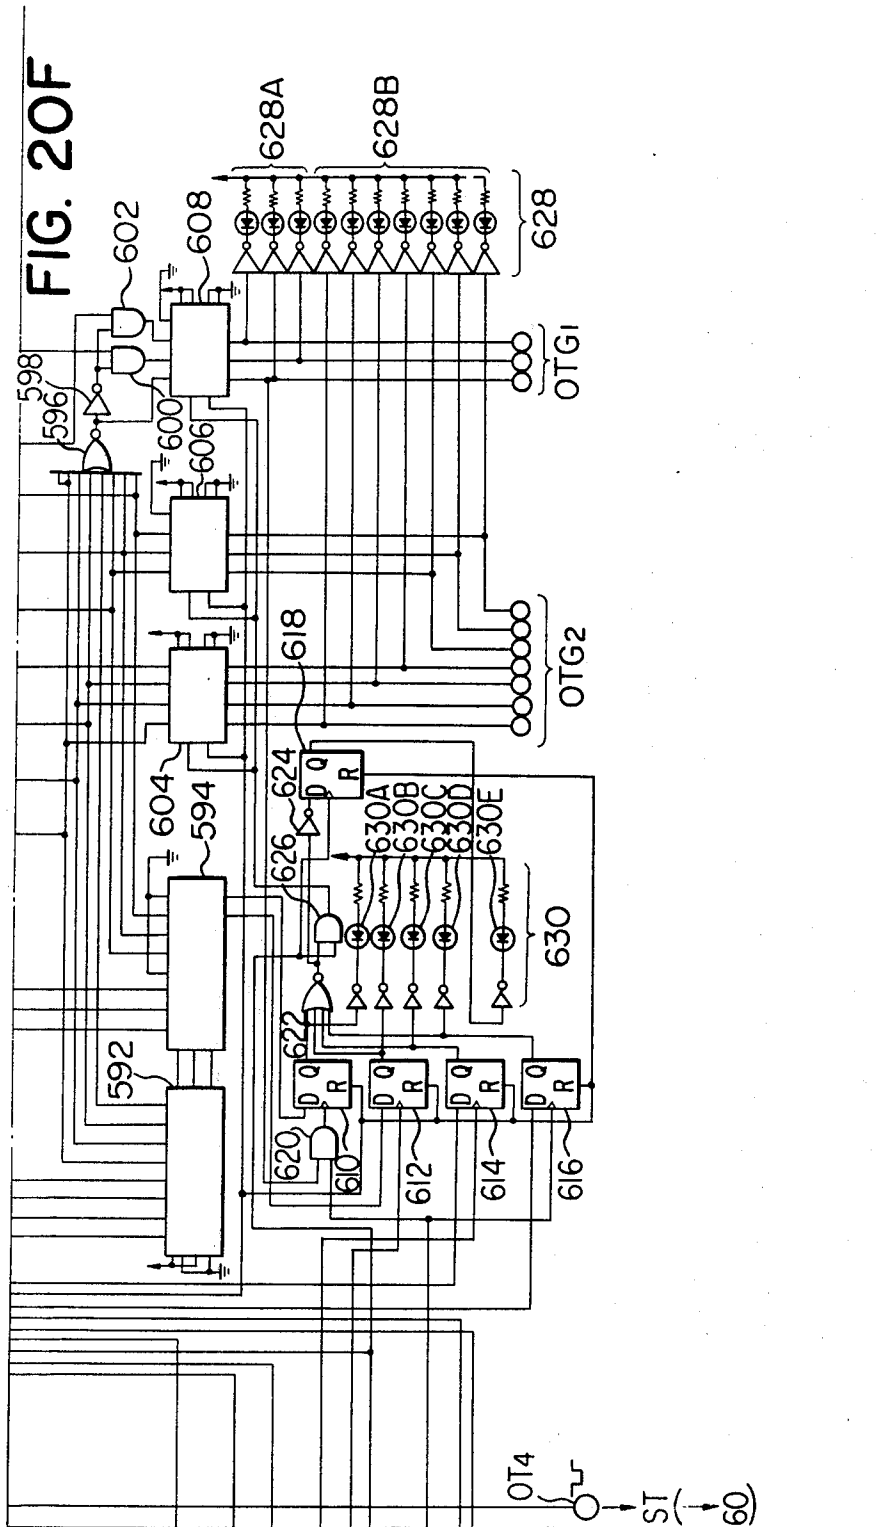 FIG. 20F
598
596
602
600
608
606
628A
628B
628
OTG1
OTG2
604
594
592
618
624
626
D Q
R
630A
630B
630C
630D
630E
630
622
620
D Q
R
610
D Q
R
612
D Q
R
614
D Q
R
616
OT4
ST (→60)